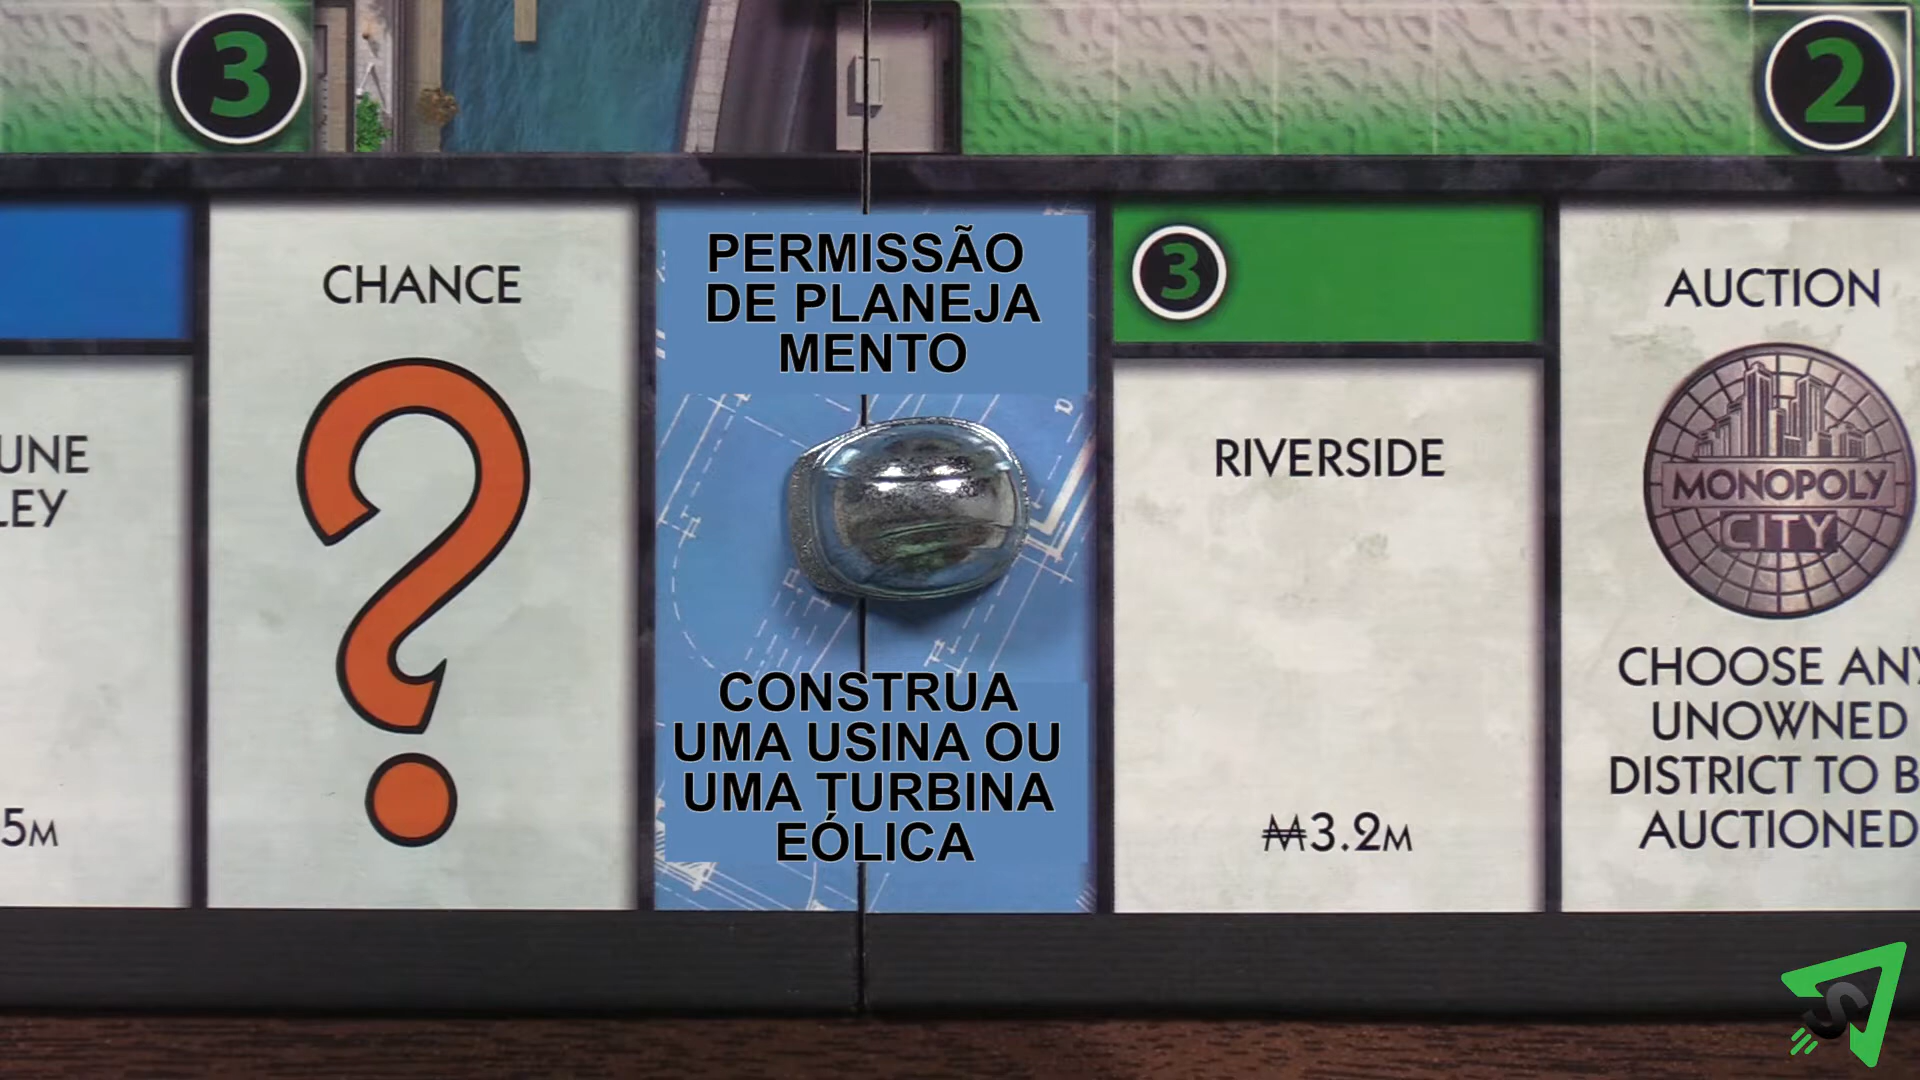 3
2
CHANCE
?
UNE
LEY
5M
PERMISSÃO
DE PLANEJA
MENTO
CONSTRUA
UMA USINA OU
UMA TURBINA
EÓLICA
3
RIVERSIDE
₩3.2M
AUCTION
MONOPOLY
CITY
CHOOSE ANY
UNOWNED
DISTRICT TO B
AUCTIONED
S